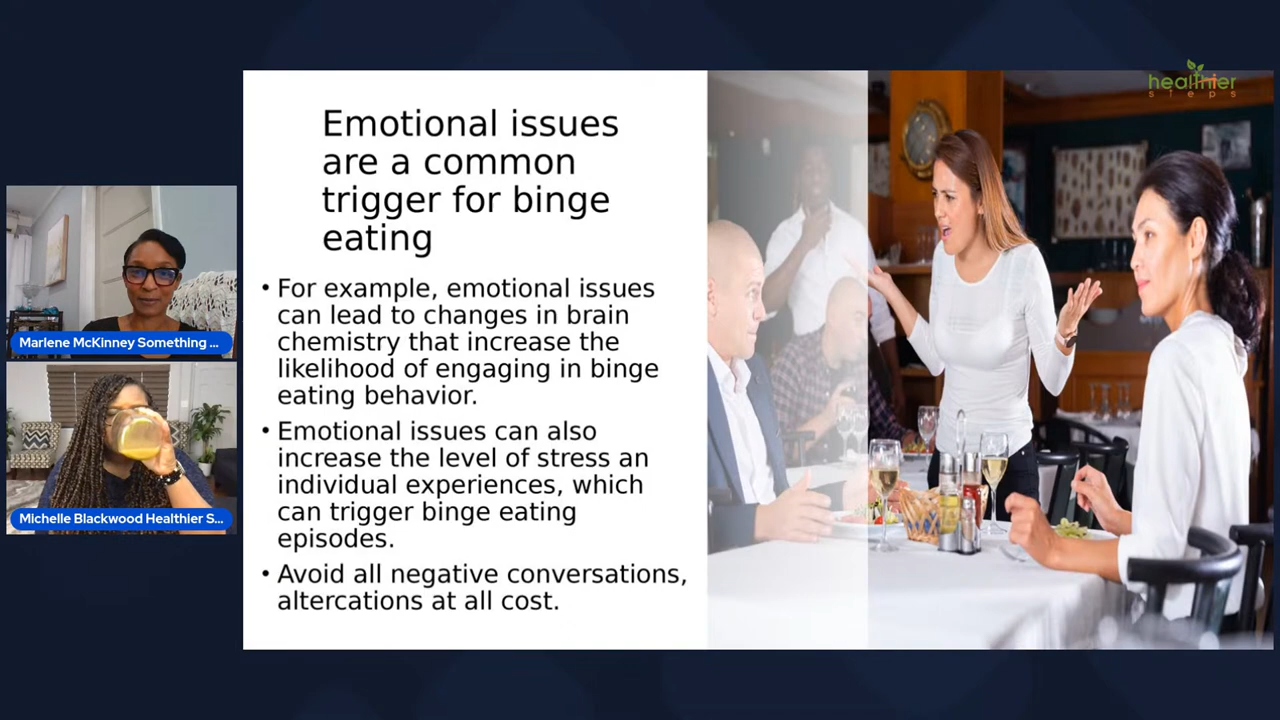 healthier
steps
Emotional issues
are a common
trigger for binge
eating
• For example, emotional issues
can lead to changes in brain
chemistry that increase the
likelihood of engaging in binge
eating behavior.
• Emotional issues can also
increase the level of stress an
individual experiences, which
can trigger binge eating
episodes.
• Avoid all negative conversations,
altercations at all cost.
Marlene McKinney Something ...
Michelle Blackwood Healthier S...